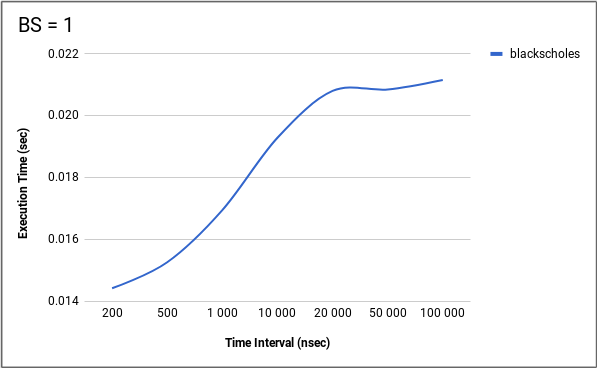 BS = 1
blackscholes
0.022
0.020
0.018
0.016
0.014
Execution Time (sec)
200 500 1 000 10 000 20 000 50 000 100 000
Time Interval (nsec)